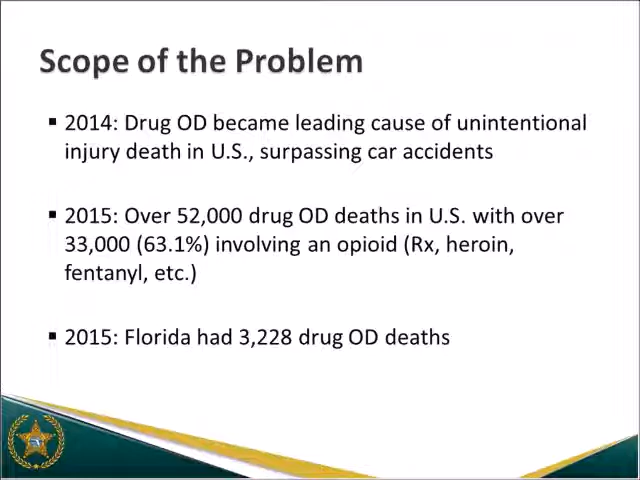 Scope of the Problem
▪ 2014: Drug OD became leading cause of unintentional
injury death in U.S., surpassing car accidents
▪ 2015: Over 52,000 drug OD deaths in U.S. with over
33,000 (63.1%) involving an opioid (Rx, heroin,
fentanyl, etc.)
▪ 2015: Florida had 3,228 drug OD deaths